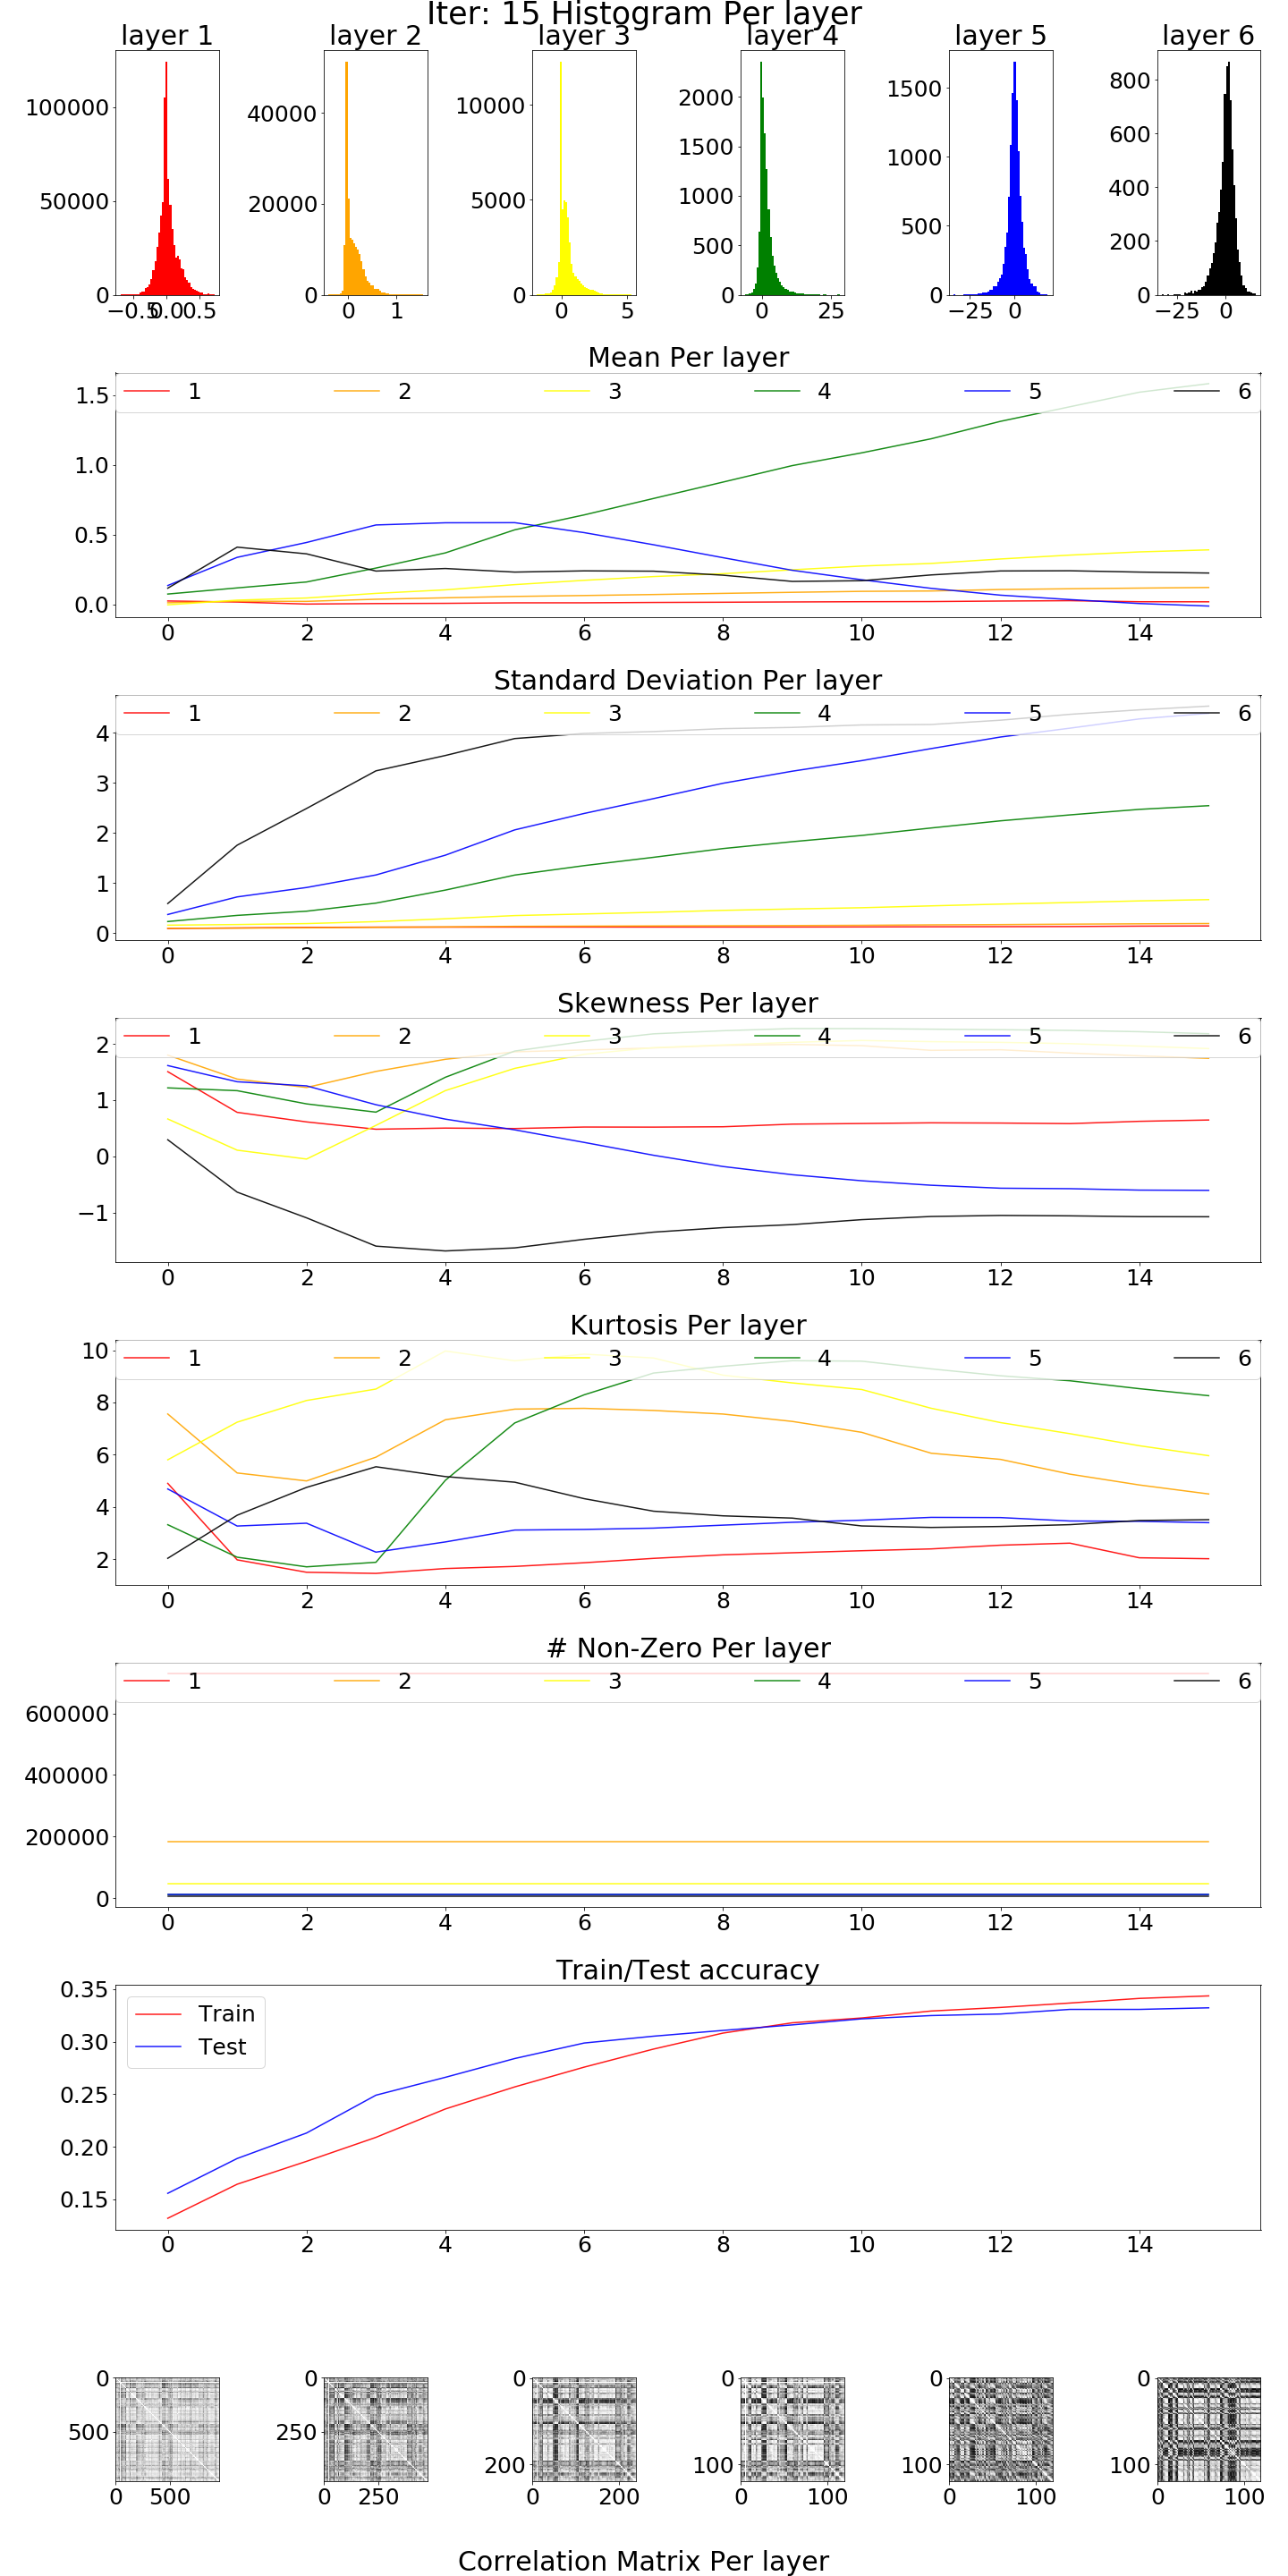 Iter: 15 Histogram Per layer
layer 1 layer 2 layer 3 layer 4 layer 5 layer 6
100000 50000 0
40000 20000 0
10000 5000 0
2000 1500 1000 500 0
1500 1000 500 0
800 600 400 200 0
−0.5 0.0 0.5 0 1 0 5 0 25 −25 0 −25 0
Mean Per layer
1 2 3 4 5 6
1.5
1.0
0.5
0.0
0 2 4 6 8 10 12 14
Standard Deviation Per layer
1 2 3 4 5 6
4
3
2
1
0
0 2 4 6 8 10 12 14
Skewness Per layer
1 2 3 4 5 6
2
1
0
−1
0 2 4 6 8 10 12 14
Kurtosis Per layer
1 2 3 4 5 6
10
8
6
4
2
0 2 4 6 8 10 12 14
# Non-Zero Per layer
1 2 3 4 5 6
600000
400000
200000
0
0 2 4 6 8 10 12 14
Train/Test accuracy
Train
Test
0.35
0.30
0.25
0.20
0.15
0 2 4 6 8 10 12 14
0 0 0 0 0 0
500 250 200 100 100 100
0 500 0 250 0 200 0 100 0 100 0 100
Correlation Matrix Per layer